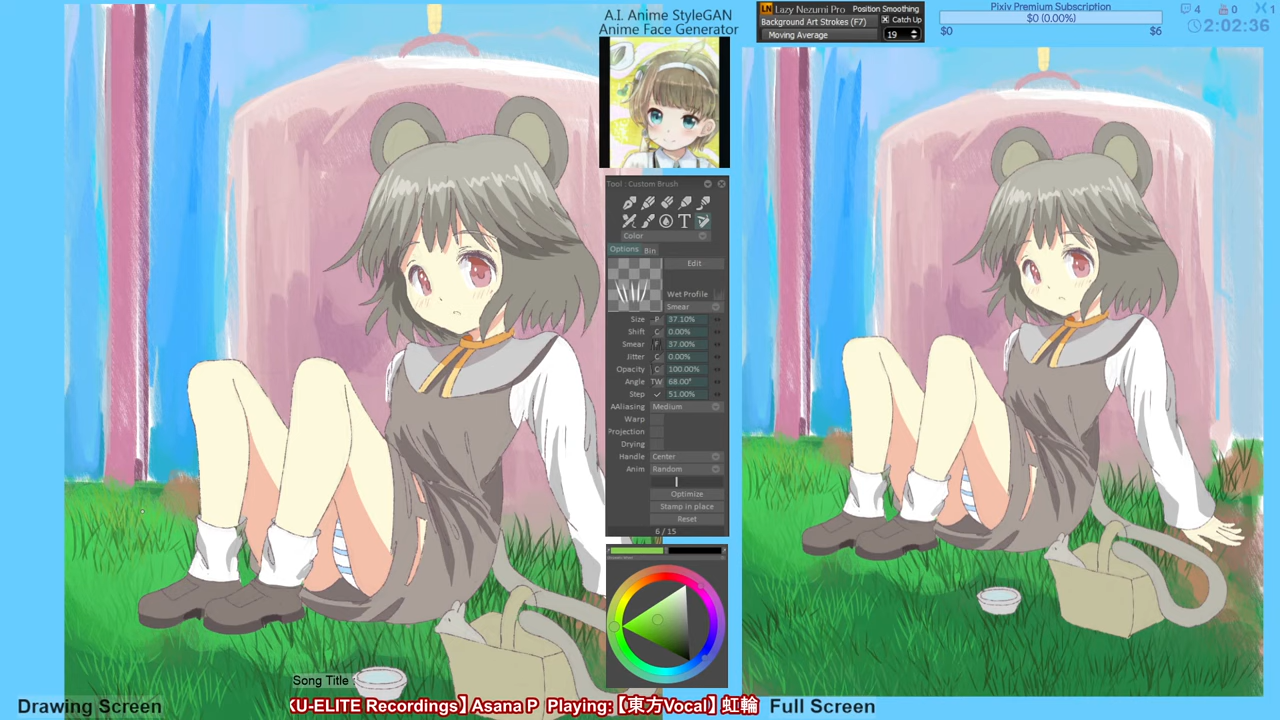 A.I. Anime StyleGAN
Anime Face Generator
LN Lazy Nezumi Pro Position Smoothing
Background Art Strokes (F7) Catch Up
Moving Average 19
Pixiv Premium Subscription
$0 (0.00%)
$0 $6
4 0 1
2:02:36
Tool : Custom Brush
Color
Options Bin
Edit
Wet Profile
Smear
Size P 37.10%
Shift C 0.00%
Smear F 37.00%
Jitter C 0.00%
Opacity C 100.00%
Angle TW 68.00°
Step 51.00%
AAliasing Medium
Warp
Projection
Drying
Handle Center
Anim Random
Optimize
Stamp in place
Reset
6 / 15
Song Title :
Drawing Screen
KU-ELITE Recordings】 Asana P Playing: 【東方Vocal】 虹輪
Full Screen